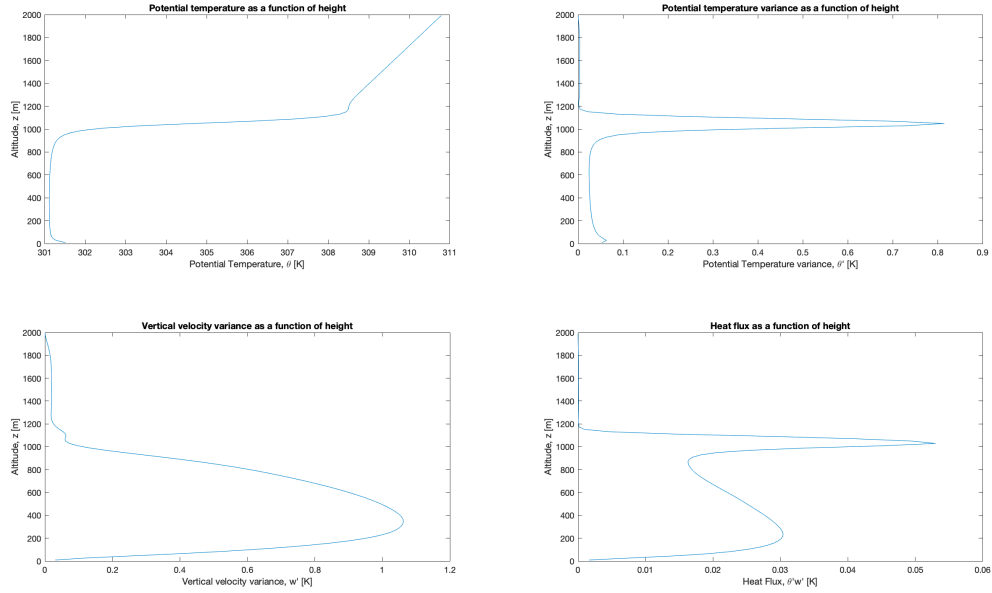 Potential temperature as a function of height
2000
1800
1600
1400
1200
1000
800
600
400
200
0
Altitude, z [m]
301 302 303 304 305 306 307 308 309 310 311
Potential Temperature, θ [K]
Potential temperature variance as a function of height
2000
1800
1600
1400
1200
1000
800
600
400
200
0
Altitude, z [m]
0 0.1 0.2 0.3 0.4 0.5 0.6 0.7 0.8 0.9
Potential Temperature variance, θ' [K]
Vertical velocity variance as a function of height
2000
1800
1600
1400
1200
1000
800
600
400
200
0
Altitude, z [m]
0 0.2 0.4 0.6 0.8 1 1.2
Vertical velocity variance, w' [K]
Heat flux as a function of height
2000
1800
1600
1400
1200
1000
800
600
400
200
0
Altitude, z [m]
0 0.01 0.02 0.03 0.04 0.05 0.06
Heat Flux, θ'w' [K]